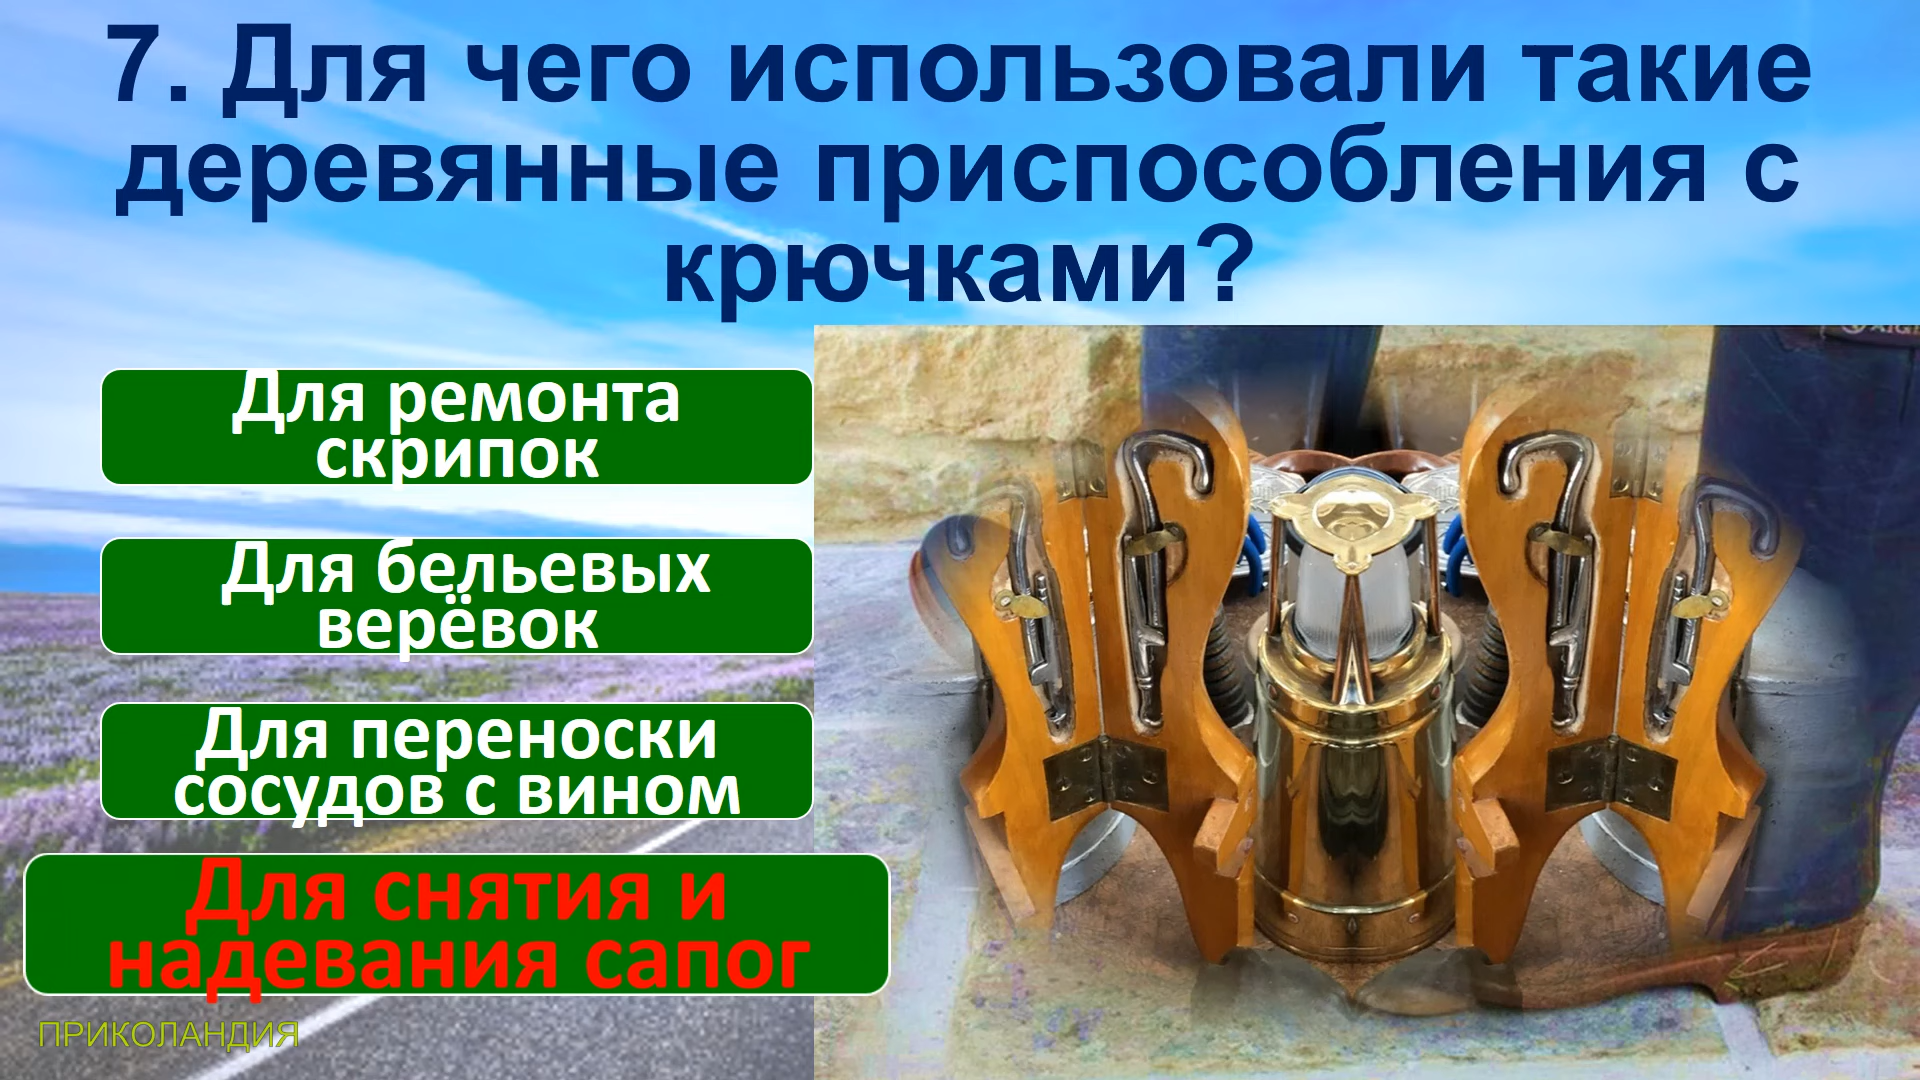 7. Для чего использовали такие
деревянные приспособления с
крючками?
Для ремонта
скрипок
Для бельевых
верёвок
Для переноски
сосудов с вином
Для снятия и
надевания сапог
ПРИКОЛАНДИЯ